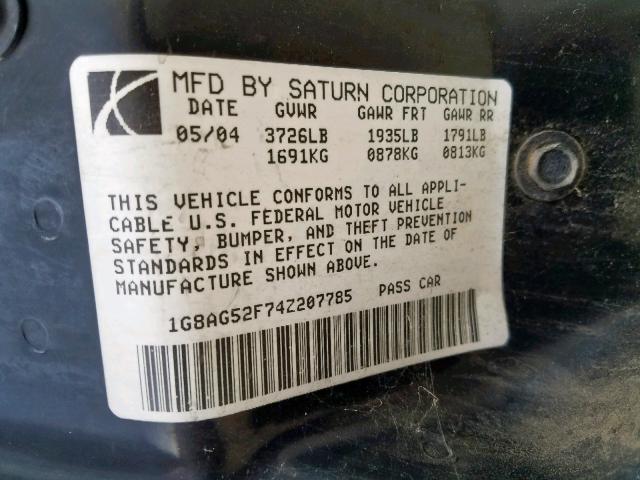 MFD BY SATURN CORPORATION
DATE GVWR GAWR FRT GAWR RR
05/04 3726LB 1935LB 1791LB
1691KG 0878KG 0813KG
THIS VEHICLE CONFORMS TO ALL APPLI-
CABLE U.S. FEDERAL MOTOR VEHICLE
SAFETY, BUMPER, AND THEFT PREVENTION
STANDARDS IN EFFECT ON THE DATE OF
MANUFACTURE SHOWN ABOVE.
1G8AG52F74Z207785 PASS CAR